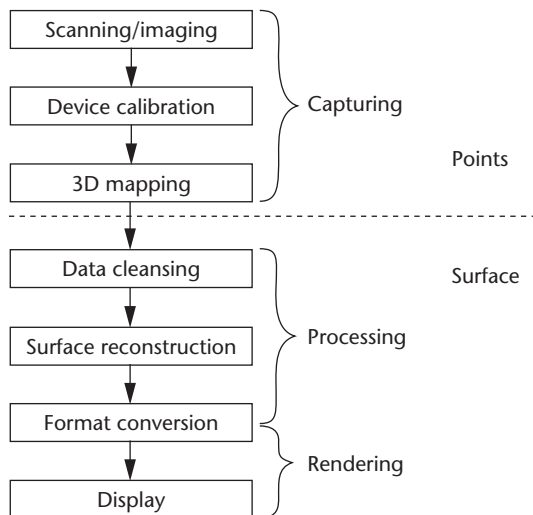 Scanning/imaging
Device calibration
Capturing
3D mapping
Points
Data cleansing
Surface
Surface reconstruction
Processing
Format conversion
Rendering
Display